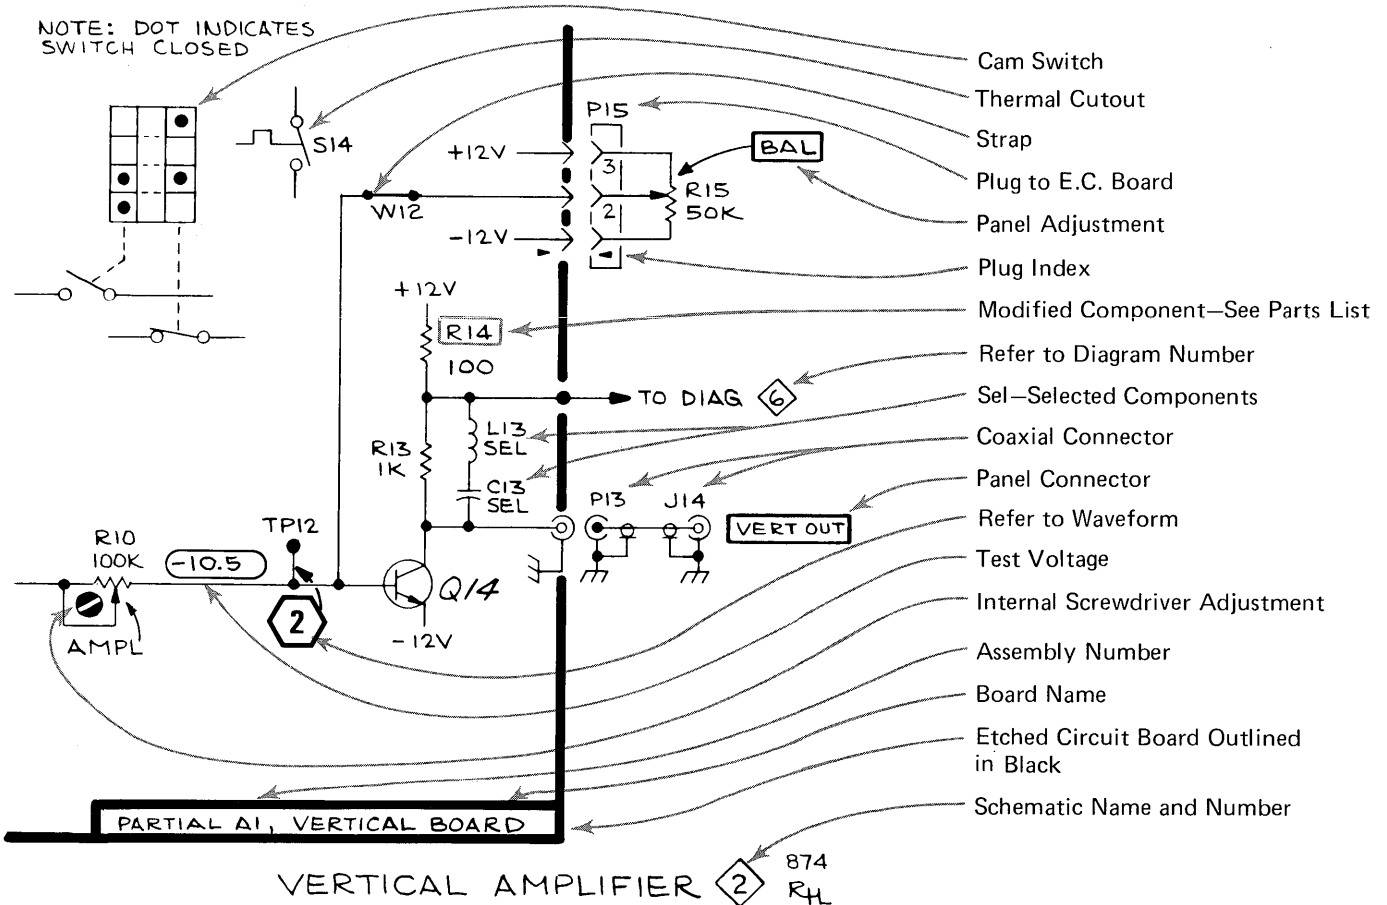 NOTE: DOT INDICATES
SWITCH CLOSED
S14
+12V
-12V
W12
P15
3
2
BAL
R15
50K
+12V
R14
100
TO DIAG 6
R13
1K
L13
SEL
C13
SEL
P13
J14
VERT OUT
R10
100K
-10.5
TP12
2
AMPL
Q14
-12V
PARTIAL A1, VERTICAL BOARD
VERTICAL AMPLIFIER 2
874
Cam Switch
Thermal Cutout
Strap
Plug to E.C. Board
Panel Adjustment
Plug Index
Modified Component—See Parts List
Refer to Diagram Number
Sel—Selected Components
Coaxial Connector
Panel Connector
Refer to Waveform
Test Voltage
Internal Screwdriver Adjustment
Assembly Number
Board Name
Etched Circuit Board Outlined
in Black
Schematic Name and Number